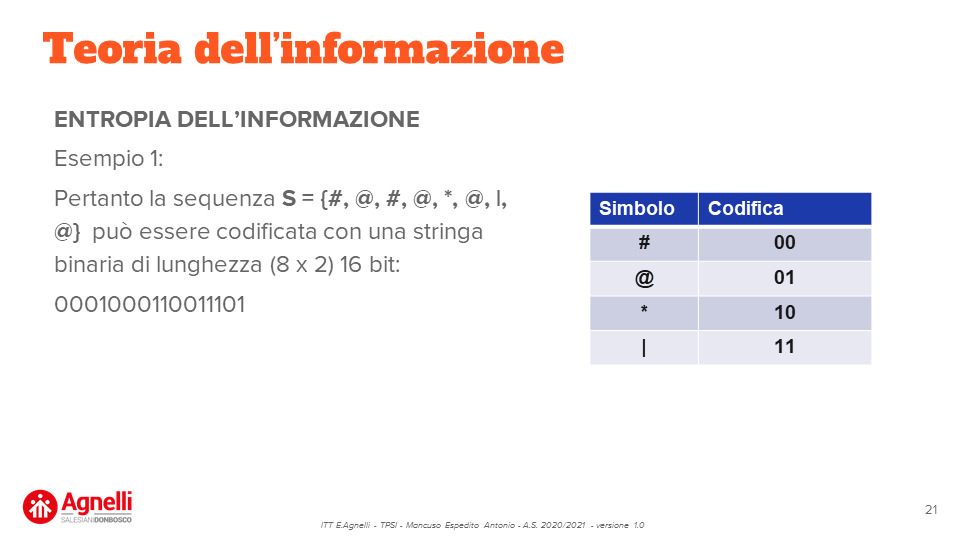 Teoria dell'informazione
ENTROPIA DELL'INFORMAZIONE
Esempio 1:
Pertanto la sequenza S = {#, @, #, @, *, @, |,
@} può essere codificata con una stringa
binaria di lunghezza (8 x 2) 16 bit:
0001000110011101
Simbolo Codifica
# 00
@ 01
* 10
| 11
Agnelli
SALESIANI DONBOSCO
ITT E.Agnelli - TPSI - Mancuso Espedito Antonio - A.S. 2020/2021 - versione 1.0
21